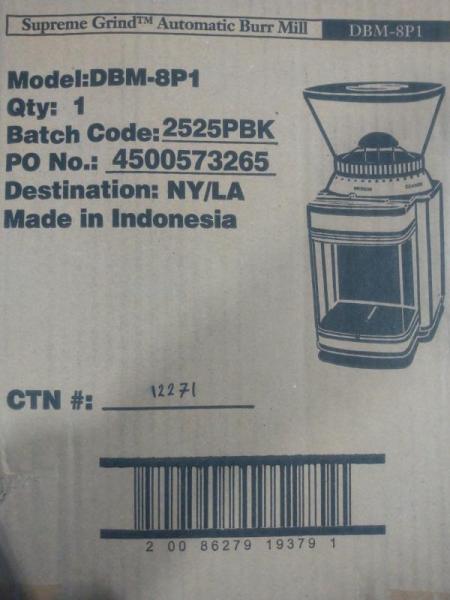 Supreme Grind™ Automatic Burr Mill DBM-8P1
Model:DBM-8P1
Qty: 1
Batch Code: 2525PBK
PO No.: 4500573265
Destination: NY/LA
Made in Indonesia
CTN #: 12271
2 00 86279 19379 1